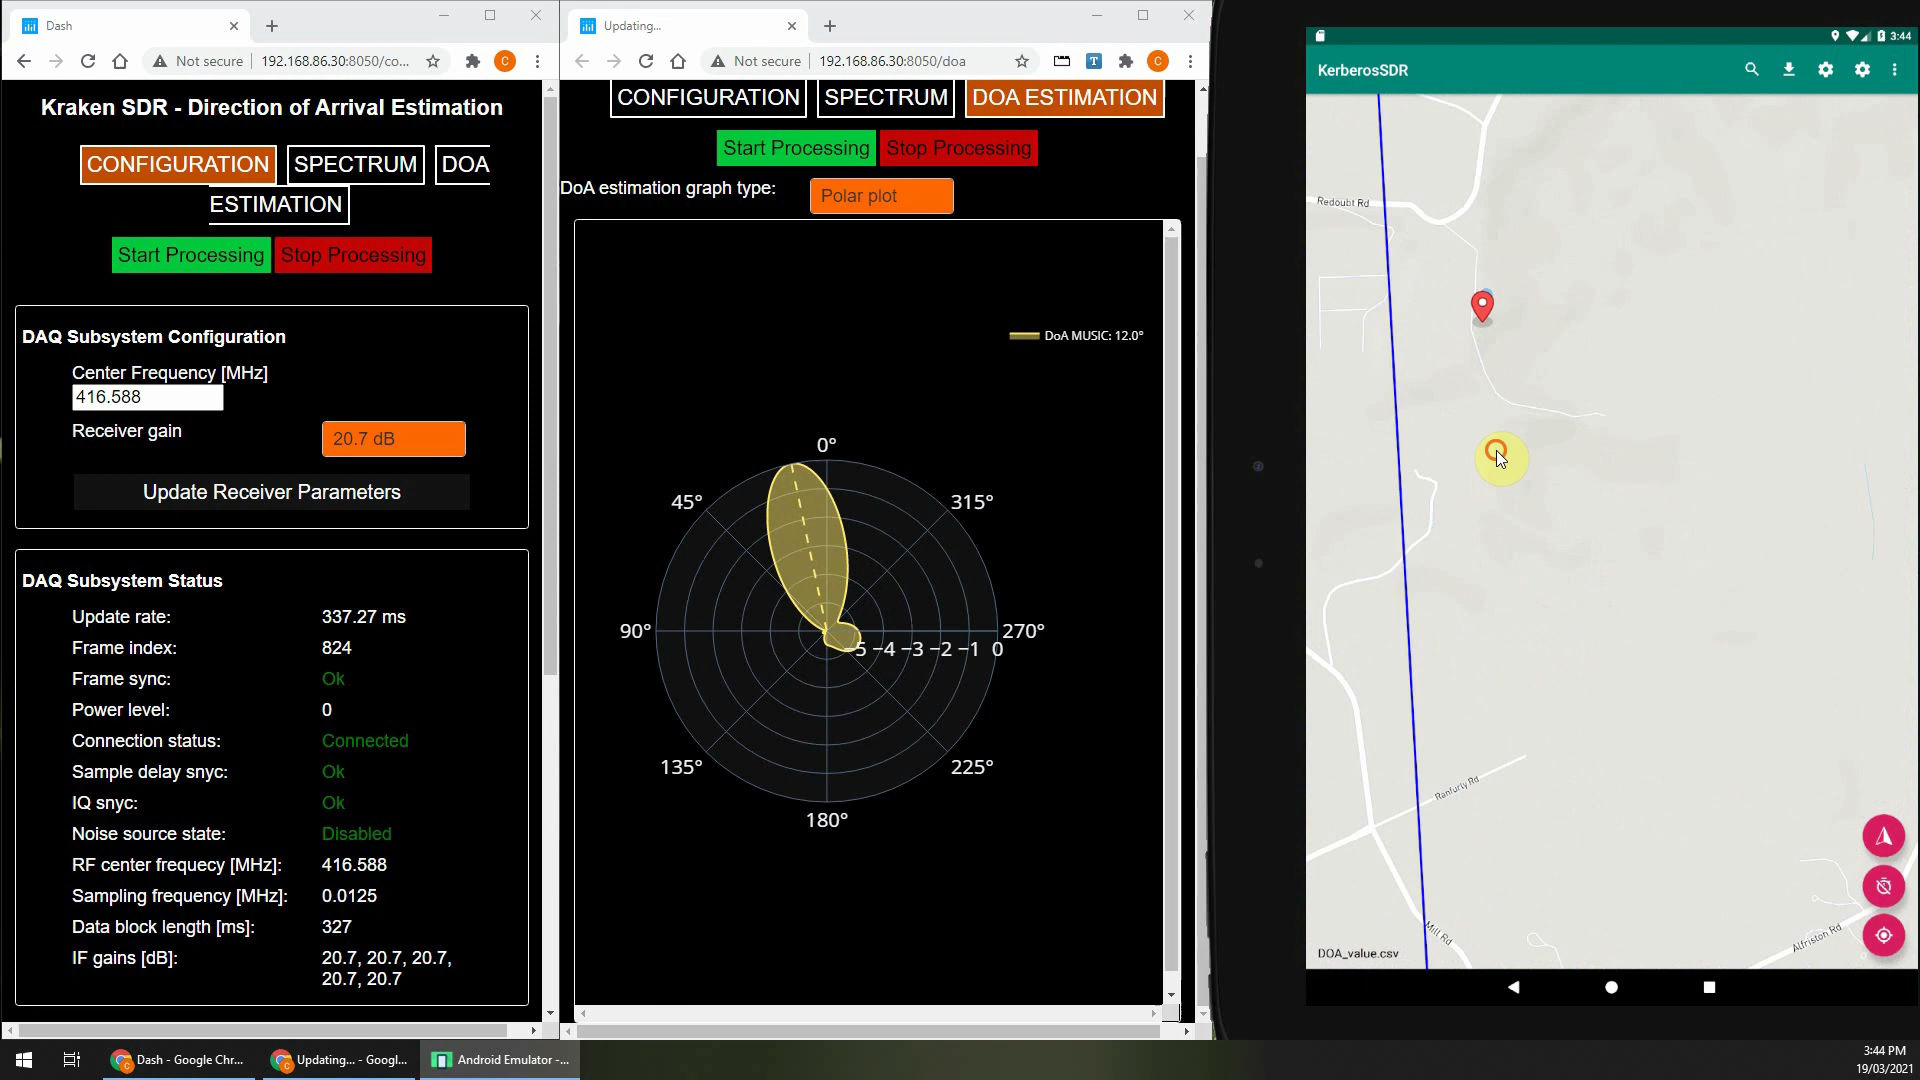 Dash
Not secure
192.168.86.30:8050/co...
C
Kraken SDR - Direction of Arrival Estimation
CONFIGURATION
SPECTRUM
DOA
ESTIMATION
Start Processing
Stop Processing
DAQ Subsystem Configuration
Center Frequency [MHz]
416.588
Receiver gain
20.7 dB
Update Receiver Parameters
DAQ Subsystem Status
Update rate: 337.27 ms
Frame index: 824
Frame sync: Ok
Power level: 0
Connection status: Connected
Sample delay snyc: Ok
IQ snyc: Ok
Noise source state: Disabled
RF center frequecy [MHz]: 416.588
Sampling frequency [MHz]: 0.0125
Data block length [ms]: 327
IF gains [dB]: 20.7, 20.7, 20.7,
20.7, 20.7
Updating...
Not secure
192.168.86.30:8050/doa
T
C
CONFIGURATION
SPECTRUM
DOA ESTIMATION
Start Processing
Stop Processing
DoA estimation graph type:
Polar plot
DoA MUSIC: 12.0°
0°
45°
315°
90°
270°
−5 −4 −3 −2 −1 0
135°
225°
180°
3:44
KerberosSDR
Redoubt Rd
Ranfurly Rd
Mill Rd
Alfriston Rd
DOA_value.csv
Dash - Google Chr...
Updating... - Googl...
Android Emulator -...
3:44 PM
19/03/2021